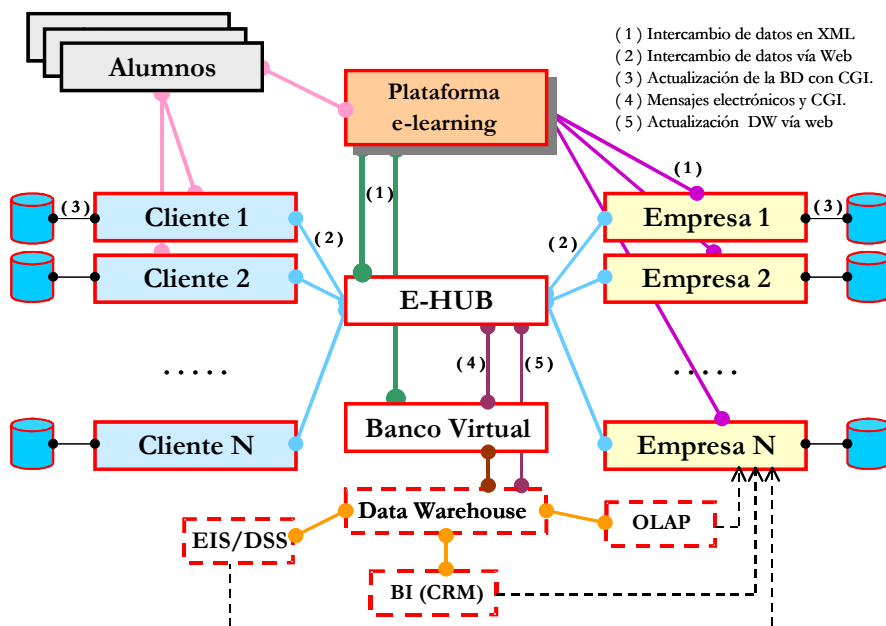 Alumnos
Plataforma
e-learning
( 1 ) Intercambio de datos en XML
( 2 ) Intercambio de datos vía Web
( 3 ) Actualización de la BD con CGI.
( 4 ) Mensajes electrónicos y CGI.
( 5 ) Actualización DW vía web
( 3 )
Cliente 1
( 2 )
( 1 )
( 1 )
( 2 )
Empresa 1
( 3 )
Cliente 2
E-HUB
Empresa 2
. . . . .
( 4 )
( 5 )
. . . . .
Cliente N
Banco Virtual
Empresa N
Data Warehouse
EIS/DSS
OLAP
BI (CRM)